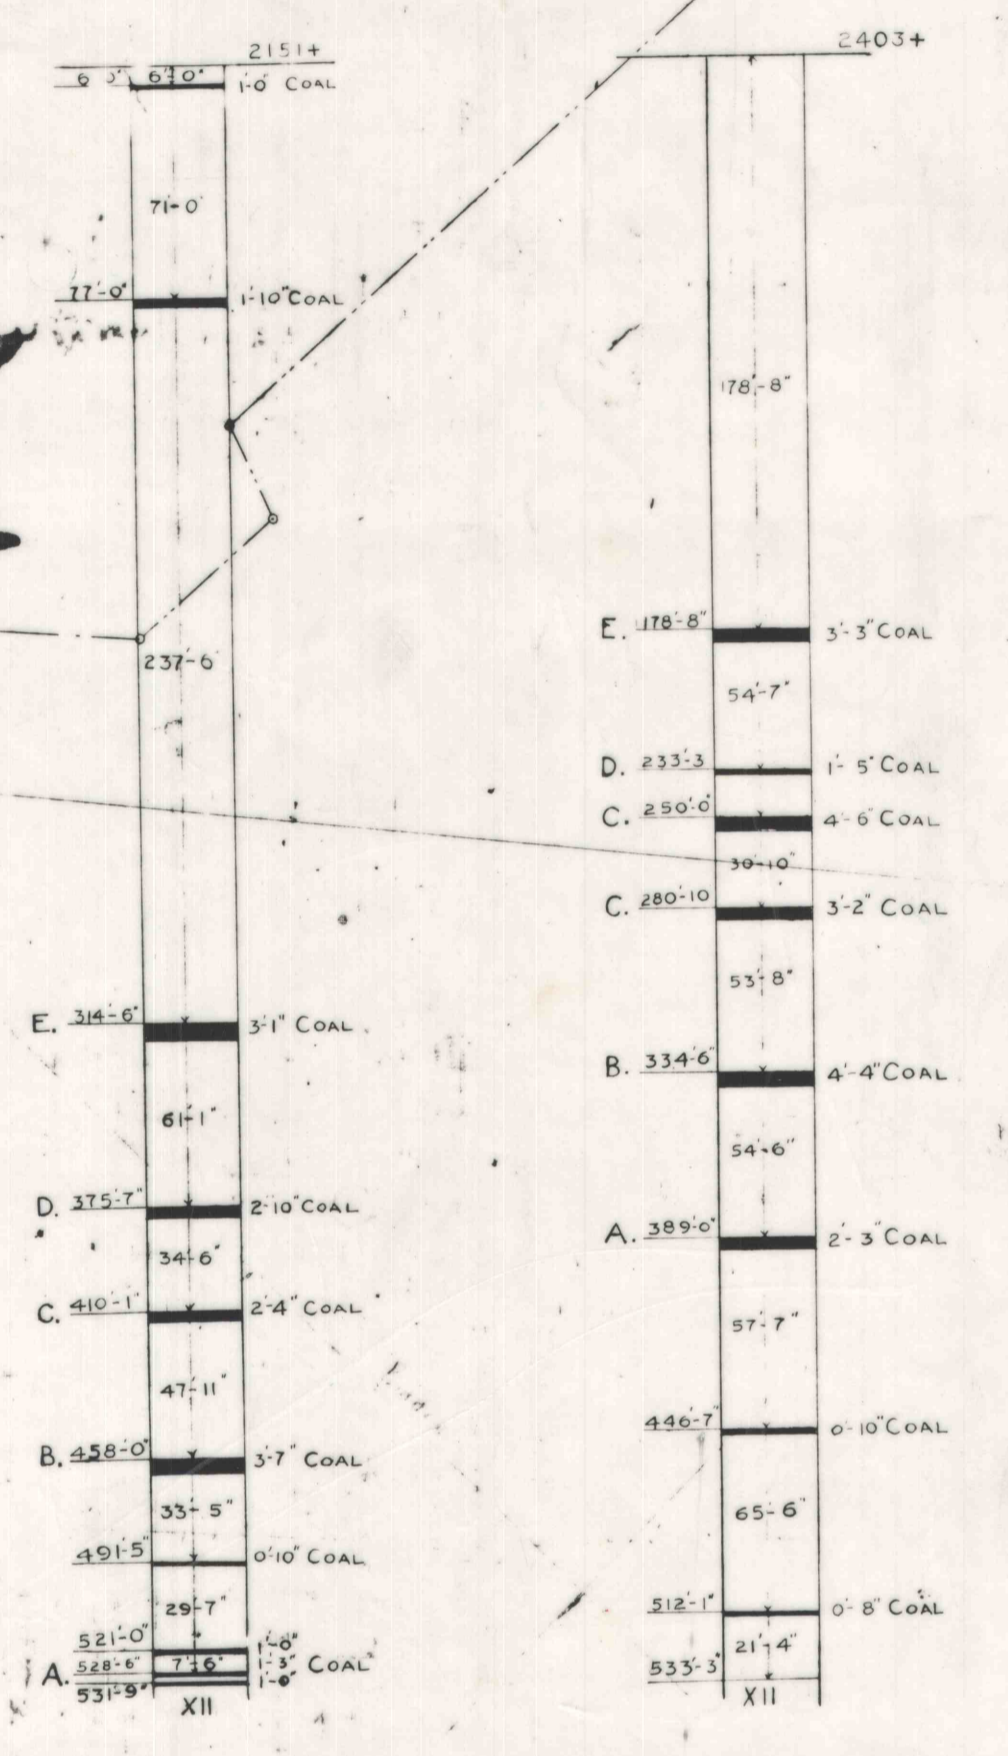 2151+
6'-0"
1'-0" COAL
71'-0"
77'-0"
1'-10" COAL
237'-6"
E. 314'-6"
3'-1" COAL
61'-1"
D. 375'-7"
2'-10" COAL
34'-6"
C. 410'-1"
2'-4" COAL
47'-11"
B. 458'-0"
3'-7" COAL
33'-5"
491'-5"
0'-10" COAL
29'-7"
521'-0"
1'-0"
528'-6"
7'-6"
1'-3" COAL
A.
531'-9"
1'-0"
XII
2403+
178'-8"
E. 178'-8"
3'-3" COAL
54'-7"
D. 233'-3
1'-5" COAL
C. 250'-0"
4'-6" COAL
30'-10"
C. 280'-10
3'-2" COAL
53'-8"
B. 334'-6"
4'-4" COAL
54'-6"
A. 389'-0"
2'-3" COAL
57'-7"
446'-7"
0'-10" COAL
65'-6"
512'-1"
0'-8" COAL
21'-4"
533'-3"
XII